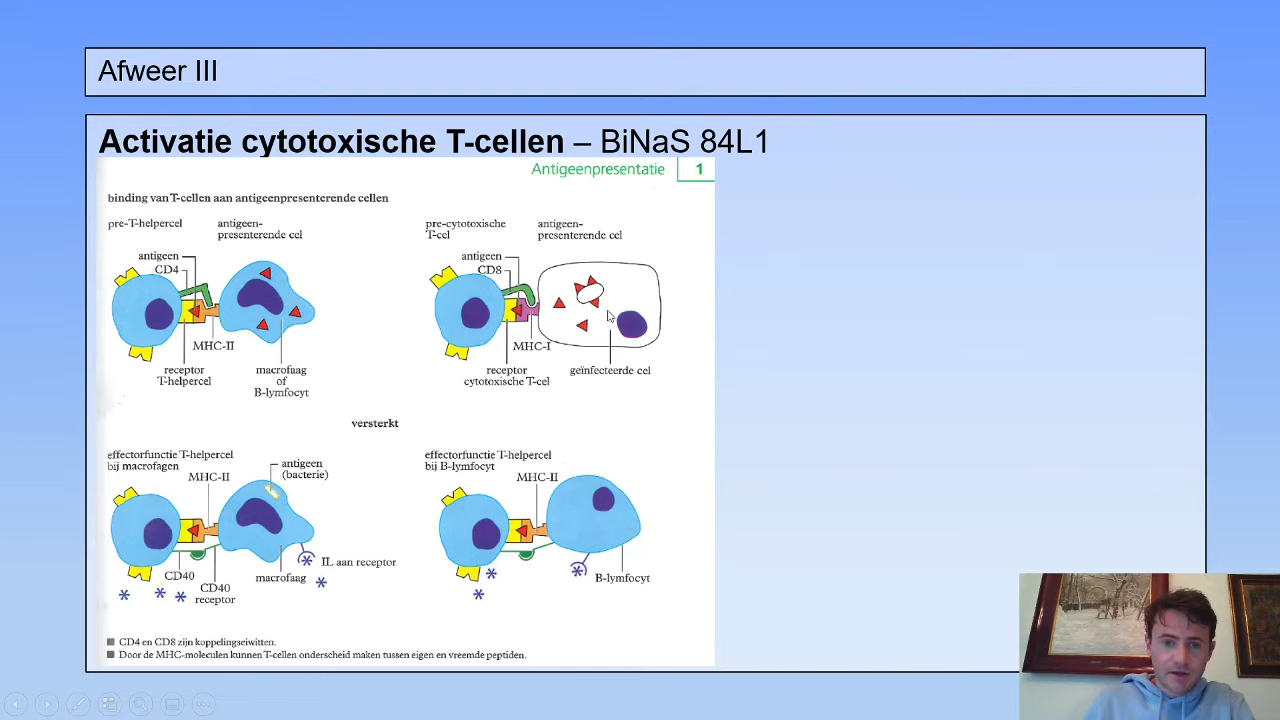 Afweer III
Activatie cytotoxische T-cellen – BiNaS 84L1
Antigeenpresentatie 1
binding van T-cellen aan antigeenpresenterende cellen
pre-T-helpercel
antigeen-
presenterende cel
antigeen
CD4
MHC-II
receptor
T-helpercel
macrofaag
of
B-lymfocyt
pre-cytotoxische
T-cel
antigeen-
presenterende cel
antigeen
CD8
MHC-I
receptor
cytotoxische T-cel
geïnfecteerde cel
versterkt
effectorfunctie T-helpercel
bij macrofagen
MHC-II
antigeen
(bacterie)
IL aan receptor
CD40
CD40
receptor
macrofaag
effectorfunctie T-helpercel
bij B-lymfocyt
MHC-II
B-lymfocyt
CD4 en CD8 zijn koppelingseiwitten.
Door de MHC-moleculen kunnen T-cellen onderscheid maken tussen eigen en vreemde peptiden.